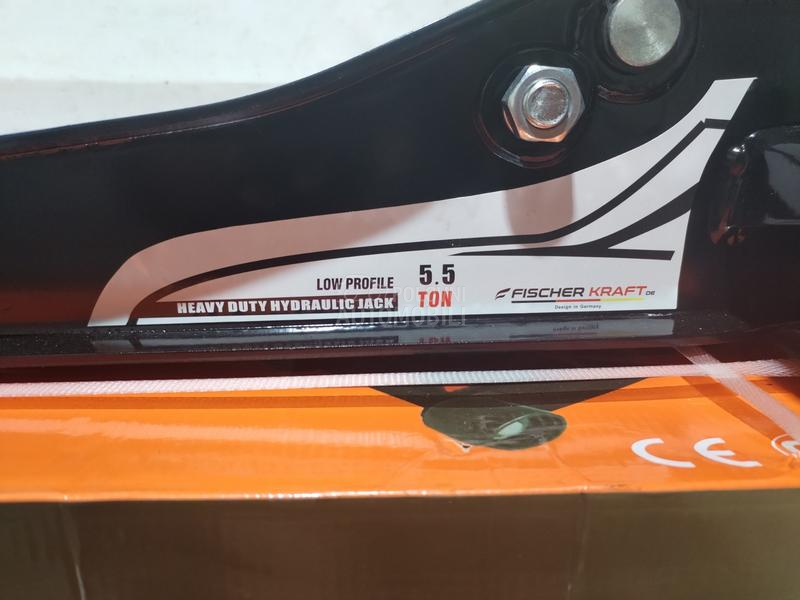 LOW PROFILE
HEAVY DUTY HYDRAULIC JACK
5.5
TON
FISCHER KRAFT DE
Design in Germany
CE